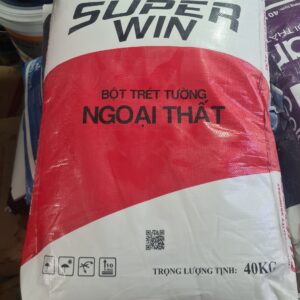 SUPER
WIN
BỘT TRÉT TƯỜNG
NGOẠI THẤT
TRỌNG LƯỢNG TỊNH: 40KG